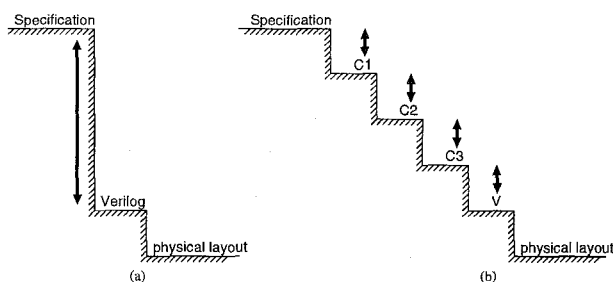 Specification
Verilog
physical layout
(a)
Specification
C1
C2
C3
V
physical layout
(b)